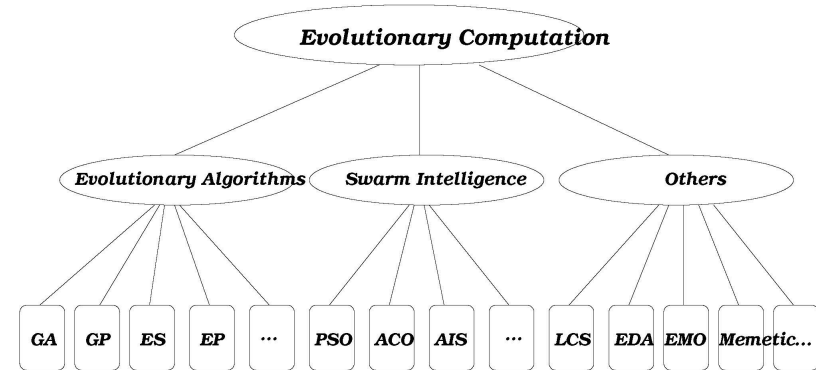 Evolutionary Computation
Evolutionary Algorithms Swarm Intelligence Others
GA GP ES EP ... PSO ACO AIS ... LCS EDA EMO Memetic...